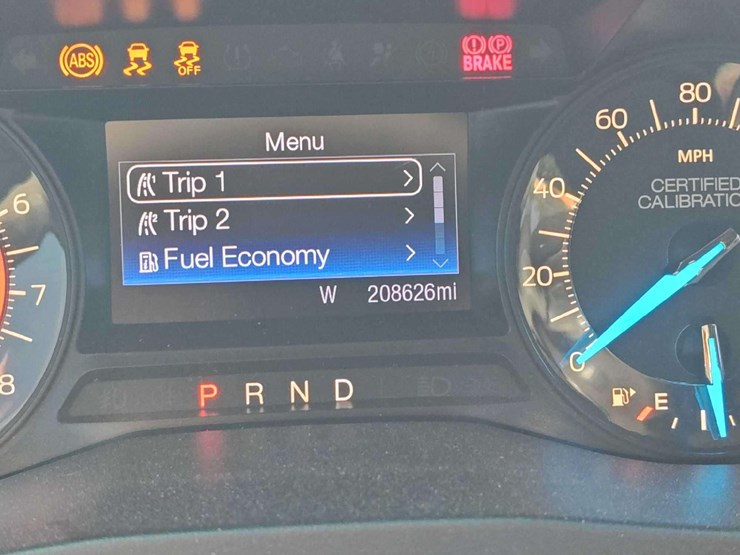 ABS
OFF
BRAKE
Menu
Trip 1 >
Trip 2 >
Fuel Economy >
W 208626mi
P R N D
6
7
8
80
60
40
20
0
MPH
CERTIFIED
CALIBRATIO
E